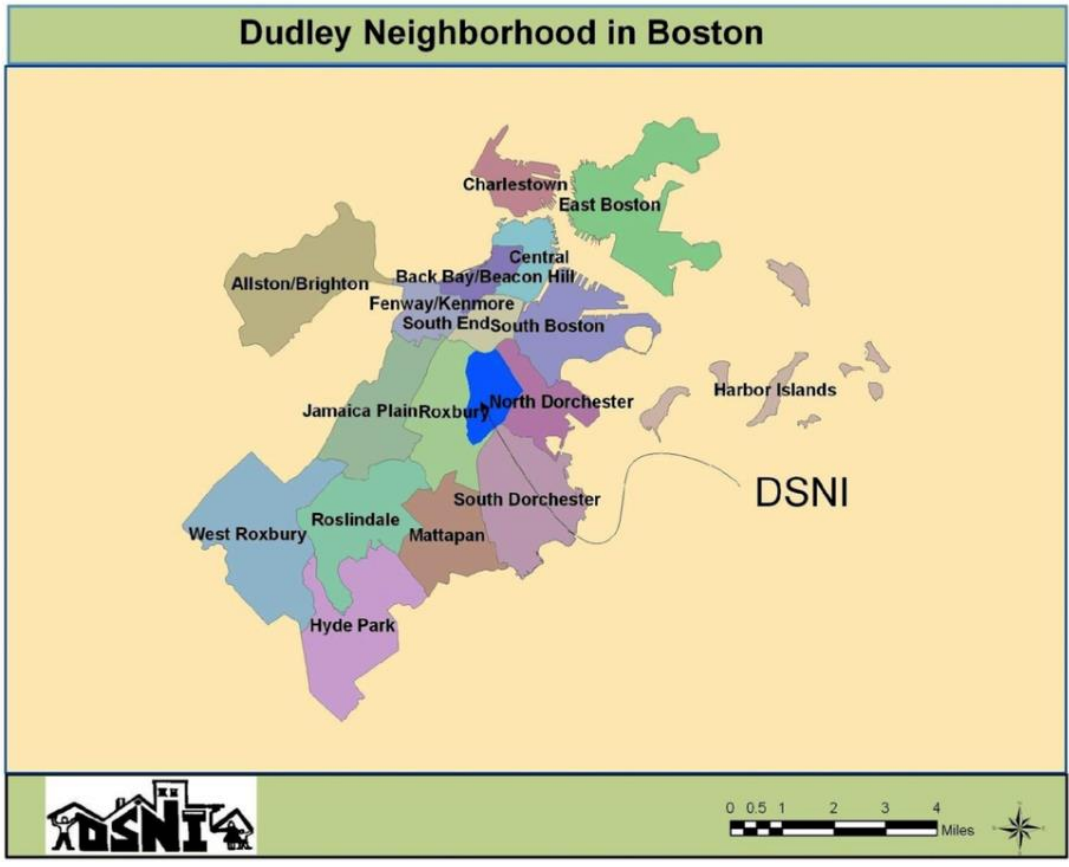 Dudley Neighborhood in Boston
Charlestown
East Boston
Central
Allston/Brighton
Back Bay/Beacon Hill
Fenway/Kenmore
South End
South Boston
Harbor Islands
North Dorchester
Jamaica Plain
Roxbury
DSNI
South Dorchester
Roslindale
West Roxbury
Mattapan
Hyde Park
DSNI
0 0.5 1 2 3 4
Miles